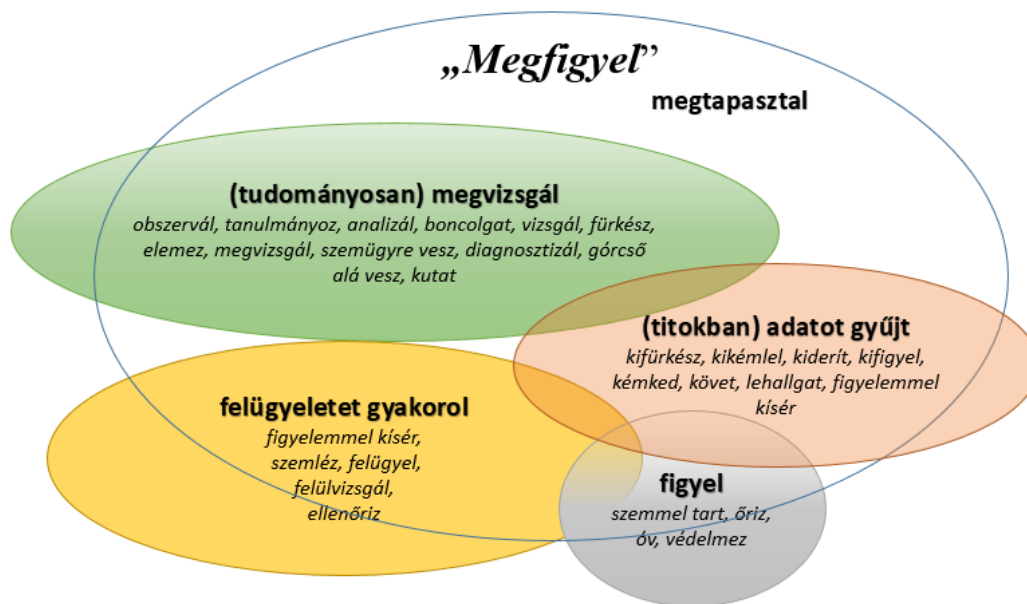 „Megfigyel”
megtapasztal
(tudományosan) megvizsgál
obszervál, tanulmányoz, analizál, boncolgat, vizsgál, fürkész,
elemez, megvizsgál, szemügyre vesz, diagnosztizál, górcső
alá vesz, kutat
(titokban) adatot gyűjt
kifürkész, kikémlel, kiderít, kifigyel,
kémked, követ, lehallgat, figyelemmel
kísér
felügyeletet gyakorol
figyelemmel kísér,
szemléz, felügyel,
felülvizsgál,
ellenőriz
figyel
szemmel tart, őriz,
óv, védelmez